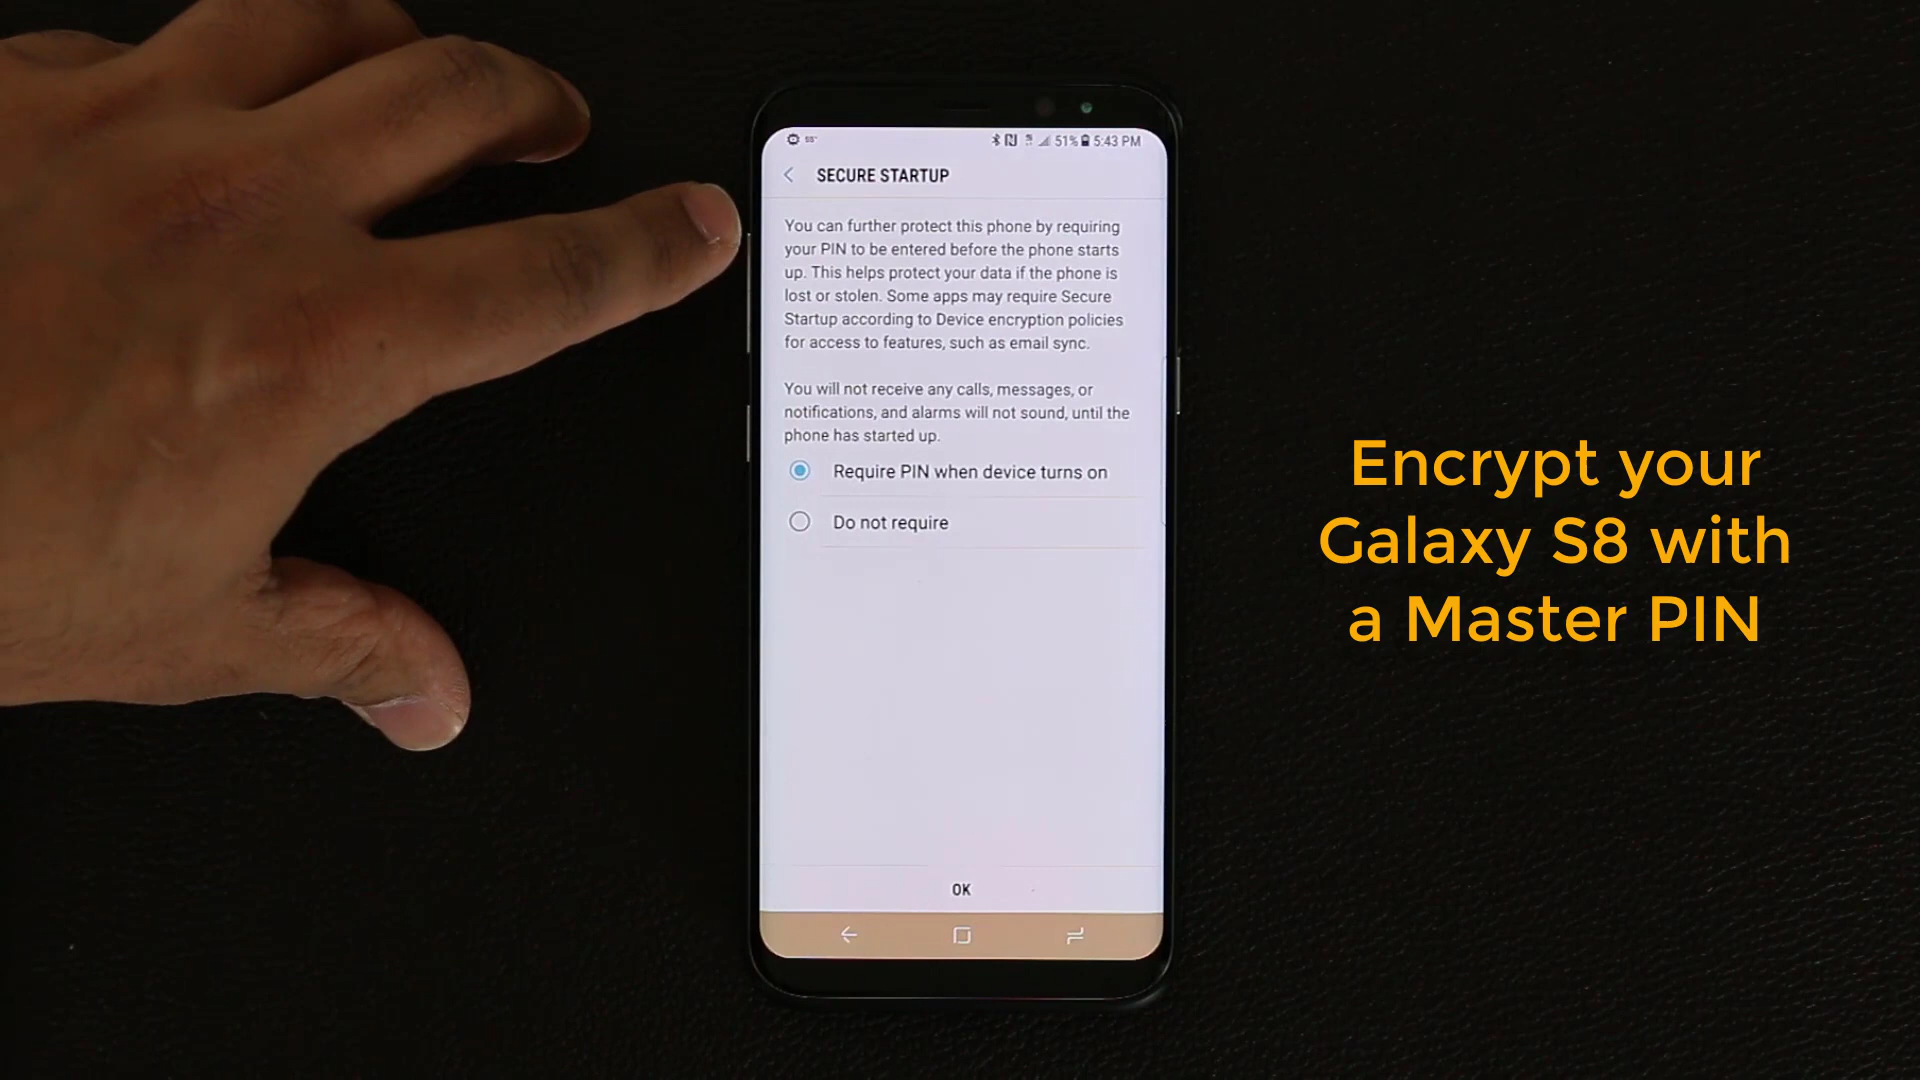 55°
51% 5:43 PM
SECURE STARTUP
You can further protect this phone by requiring
your PIN to be entered before the phone starts
up. This helps protect your data if the phone is
lost or stolen. Some apps may require Secure
Startup according to Device encryption policies
for access to features, such as email sync.
You will not receive any calls, messages, or
notifications, and alarms will not sound, until the
phone has started up.
Require PIN when device turns on
Do not require
OK
Encrypt your
Galaxy S8 with
a Master PIN